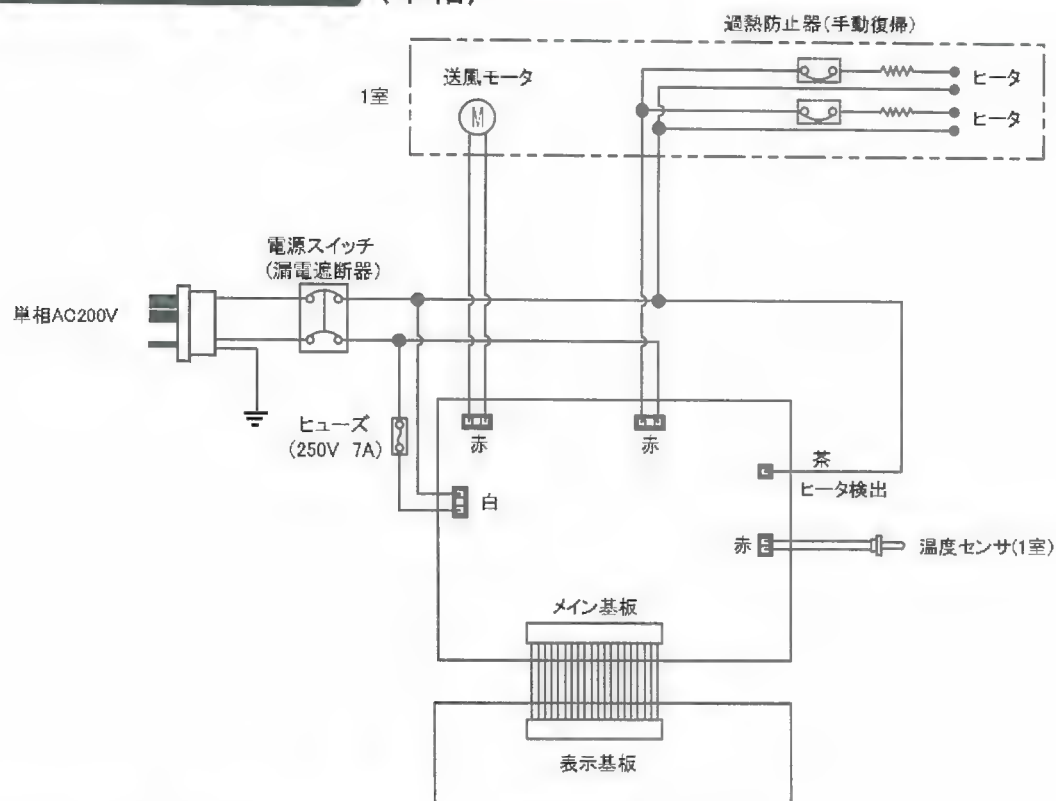 過熱防止器(手動復帰)
送風モータ
1室
M
ヒータ
ヒータ
電源スイッチ
(漏電遮断器)
単相AC200V
ヒューズ
(250V 7A)
赤
赤
白
茶
ヒータ検出
赤
温度センサ(1室)
メイン基板
表示基板